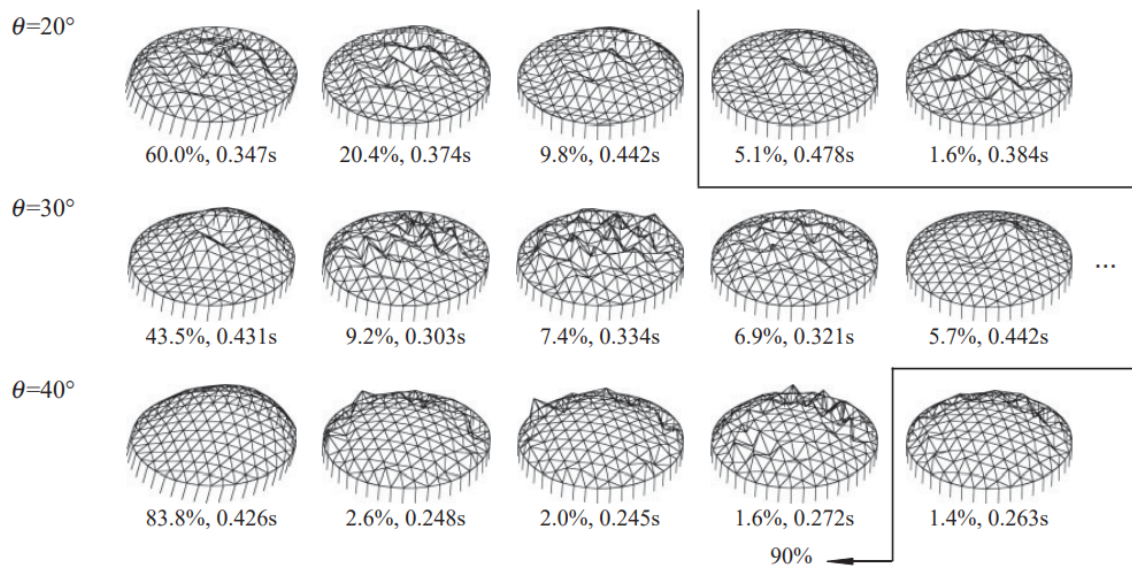 θ=20°
60.0%, 0.347s 20.4%, 0.374s 9.8%, 0.442s 5.1%, 0.478s 1.6%, 0.384s
θ=30°
...
43.5%, 0.431s 9.2%, 0.303s 7.4%, 0.334s 6.9%, 0.321s 5.7%, 0.442s
θ=40°
83.8%, 0.426s 2.6%, 0.248s 2.0%, 0.245s 1.6%, 0.272s 1.4%, 0.263s
90%